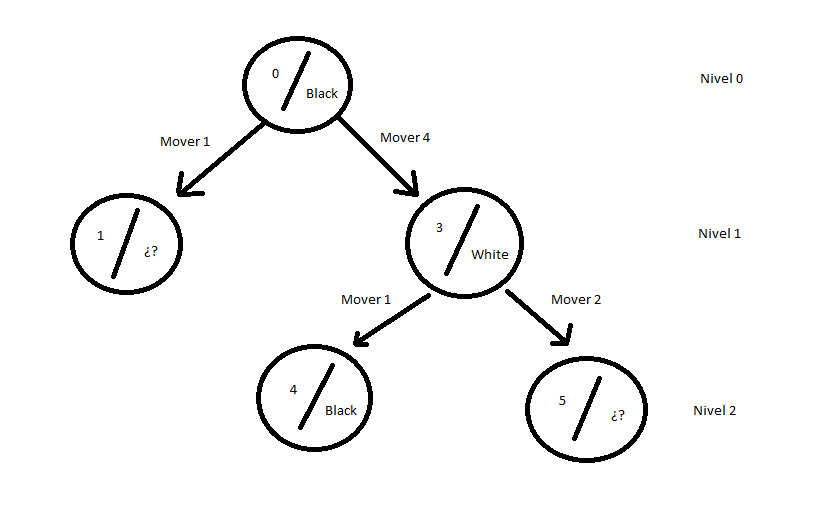 0
Black
Nivel 0
Mover 1
Mover 4
1
¿?
3
White
Nivel 1
Mover 1
Mover 2
4
Black
5
¿?
Nivel 2